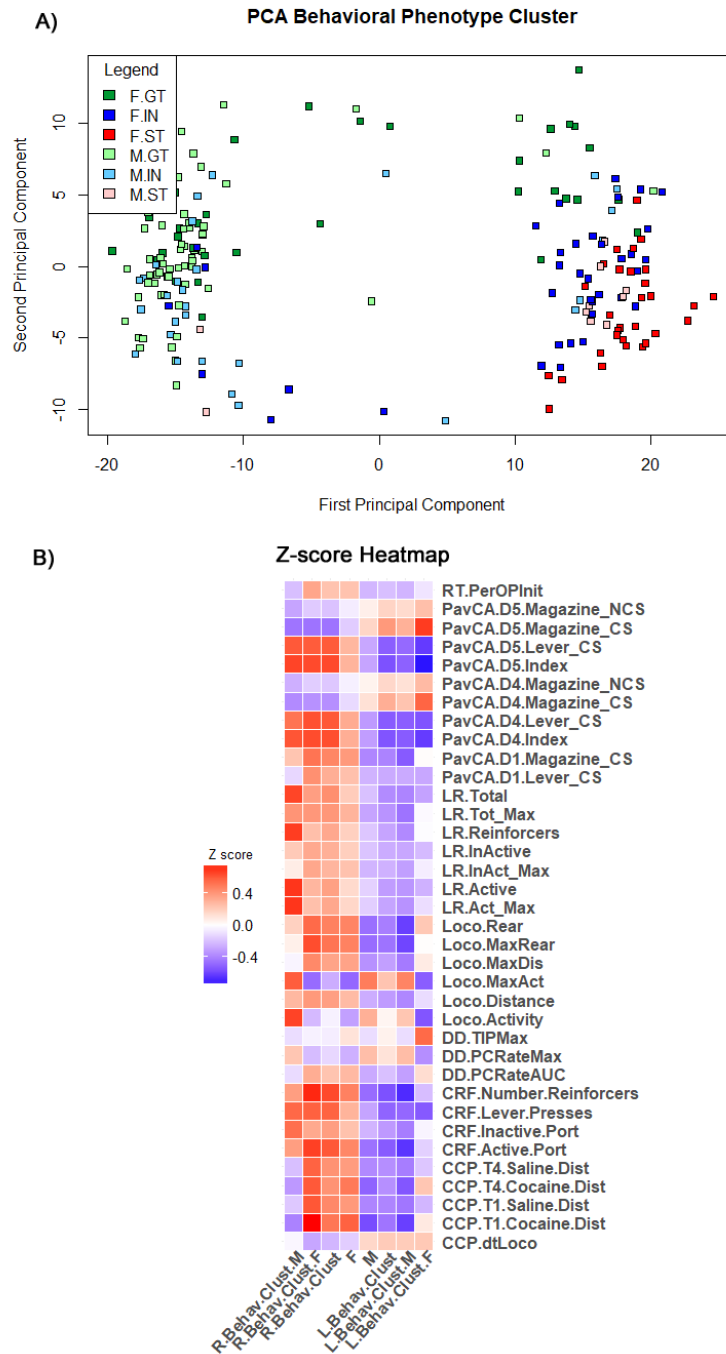 A)
PCA Behavioral Phenotype Cluster
Legend
F.GT
F.IN
F.ST
M.GT
M.IN
M.ST
Second Principal Component
10
5
0
-5
-10
-20
-10
0
10
20
First Principal Component
B)
Z-score Heatmap
RT.PerOPInit
PavCA.D5.Magazine_NCS
PavCA.D5.Magazine_CS
PavCA.D5.Lever_CS
PavCA.D5.Index
PavCA.D4.Magazine_NCS
PavCA.D4.Magazine_CS
PavCA.D4.Lever_CS
PavCA.D4.Index
PavCA.D1.Magazine_CS
PavCA.D1.Lever_CS
LR.Total
LR.Tot_Max
LR.Reinforcers
LR.InActive
LR.InAct_Max
LR.Active
LR.Act_Max
Loco.Rear
Loco.MaxRear
Loco.MaxDis
Loco.MaxAct
Loco.Distance
Loco.Activity
DD.TIPMax
DD.PCRateMax
DD.PCRateAUC
CRF.Number.Reinforcers
CRF.Lever.Presses
CRF.Inactive.Port
CRF.Active.Port
CCP.T4.Saline.Dist
CCP.T4.Cocaine.Dist
CCP.T1.Saline.Dist
CCP.T1.Cocaine.Dist
CCP.dtLoco
Z score
0.4
0.0
-0.4
R.Behav.Clust.M
R.Behav.Clust.F
R.Behav.Clust
F
M
L.Behav.Clust
L.Behav.Clust.M
L.Behav.Clust.F